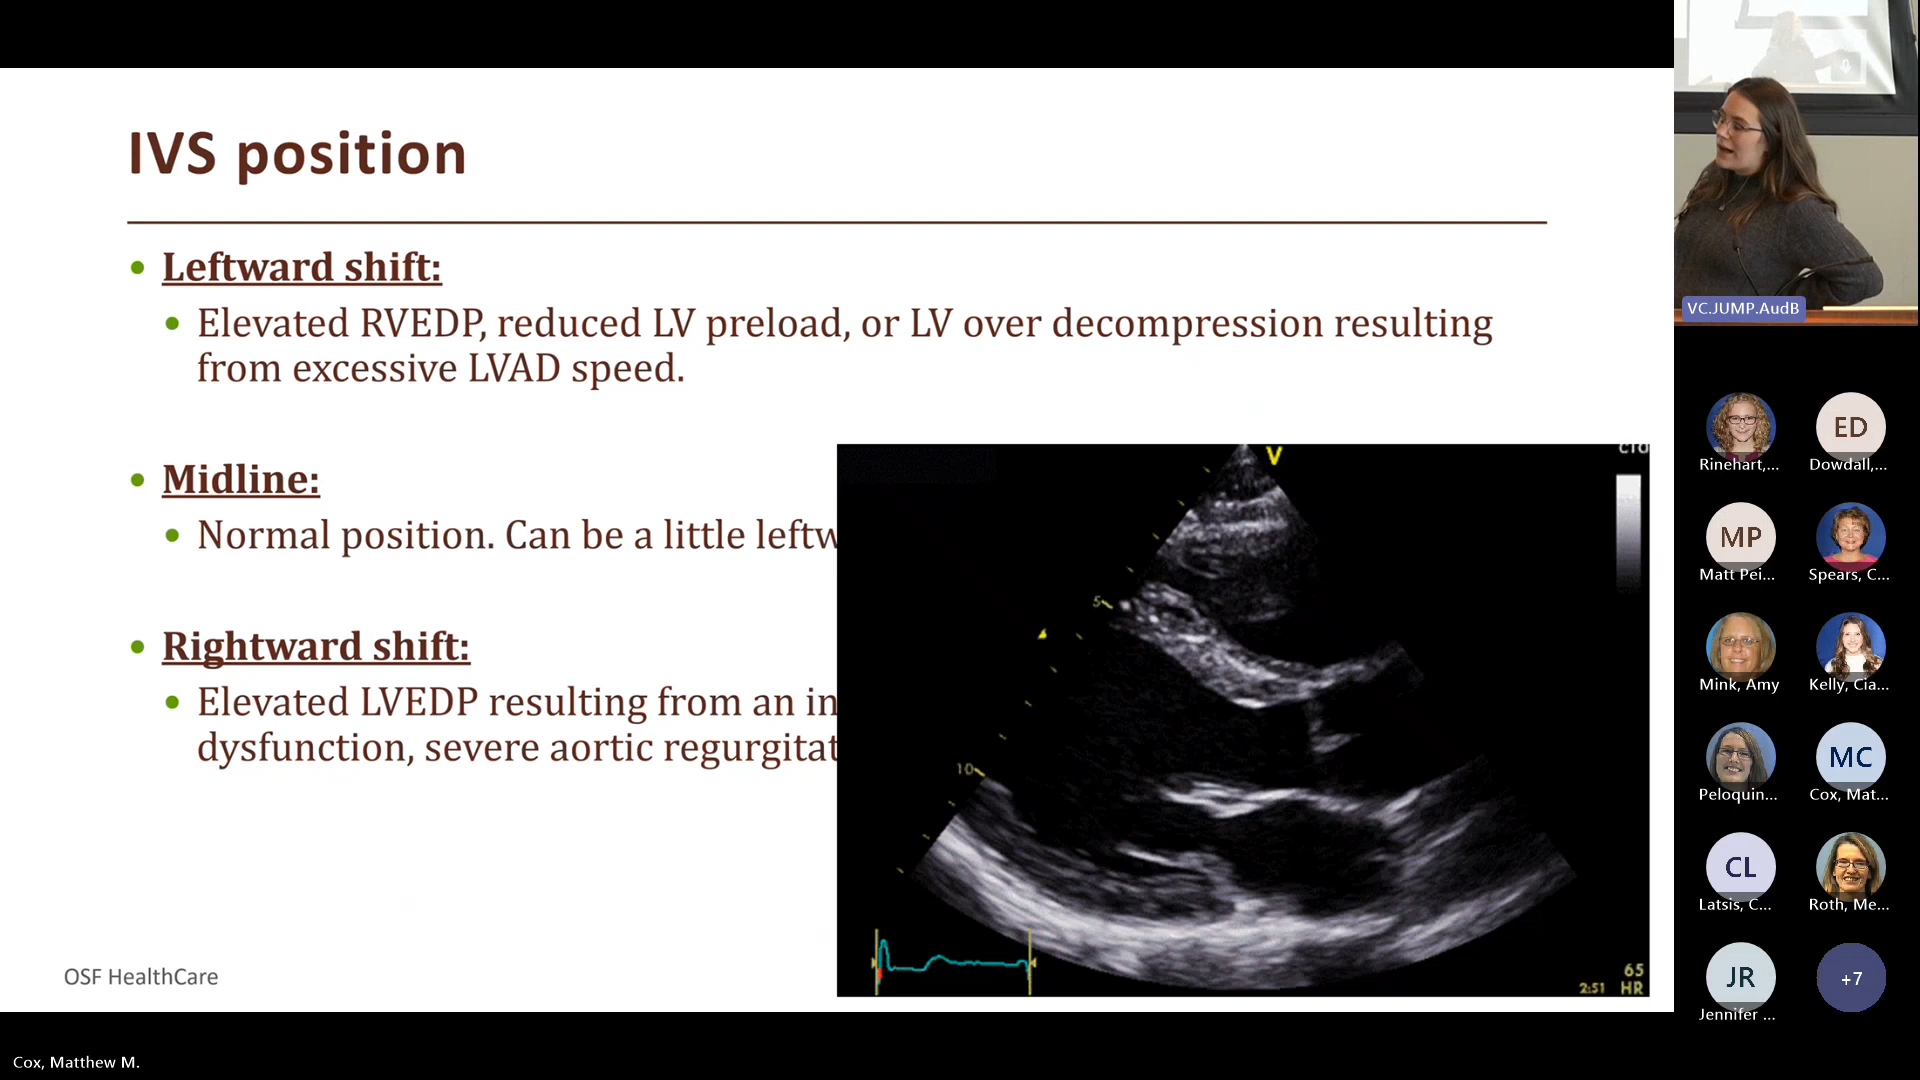 IVS position
• Leftward shift:
• Elevated RVEDP, reduced LV preload, or LV over decompression resulting
from excessive LVAD speed.
• Midline:
• Normal position. Can be a little leftw
• Rightward shift:
• Elevated LVEDP resulting from an in
dysfunction, severe aortic regurgitat
V
5
10
65
2:51 HR
OSF HealthCare
Cox, Matthew M.
VC.JUMP.AudB
ED
Rinehart,... Dowdall,...
MP
Matt Pei... Spears, C...
Mink, Amy Kelly, Cia...
MC
Peloquin... Cox, Mat...
CL
Latsis, C... Roth, Me...
JR +7
Jennifer ...